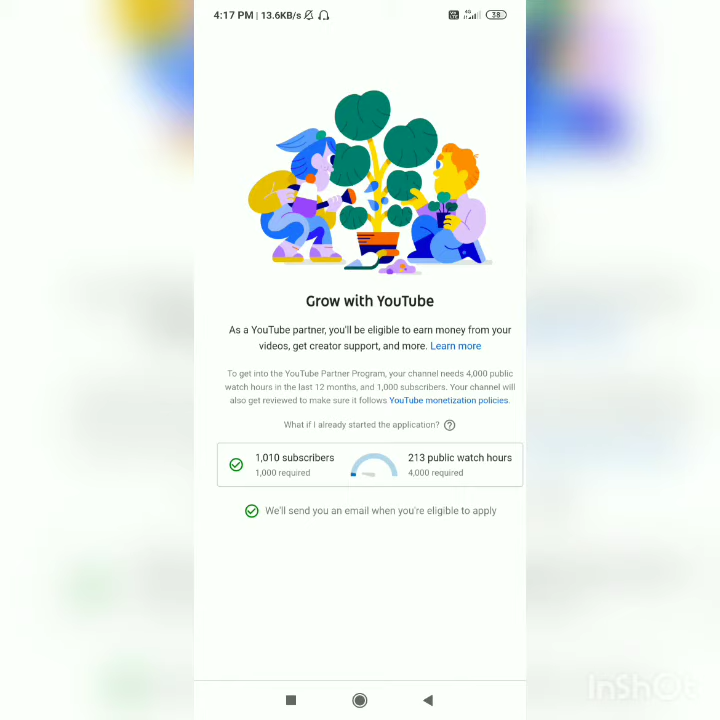 4:17 PM | 13.6KB/s
4G
38
Grow with YouTube
As a YouTube partner, you'll be eligible to earn money from your
videos, get creator support, and more. Learn more
To get into the YouTube Partner Program, your channel needs 4,000 public
watch hours in the last 12 months, and 1,000 subscribers. Your channel will
also get reviewed to make sure it follows YouTube monetization policies.
What if I already started the application? ?
1,010 subscribers
1,000 required
213 public watch hours
4,000 required
We'll send you an email when you're eligible to apply
InShOt